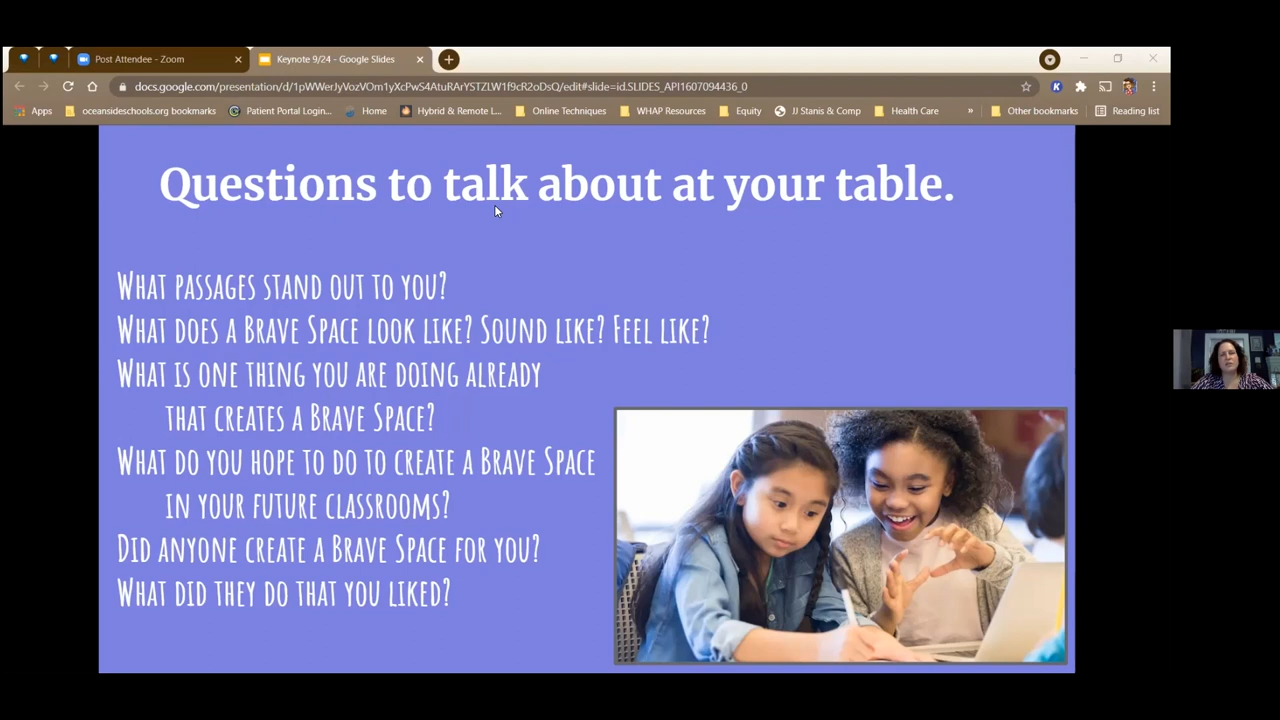 Post Attendee - Zoom
Keynote 9/24 - Google Slides
docs.google.com/presentation/d/1pWWerJyVozVOm1yXcPwS4AtuRArYSTZLW1f9cR2oDsQ/edit#slide=id.SLIDES_API1607094436_0
Apps
oceansideschools.org bookmarks
Patient Portal Login...
Home
Hybrid & Remote L...
Online Techniques
WHAP Resources
Equity
JJ Stanis & Comp
Health Care
»
Other bookmarks
Reading list
Questions to talk about at your table.
What passages stand out to you?
What does a Brave Space look like? Sound like? Feel like?
What is one thing you are doing already
that creates a Brave Space?
What do you hope to do to create a Brave Space
in your future classrooms?
Did anyone create a Brave Space for you?
What did they do that you liked?